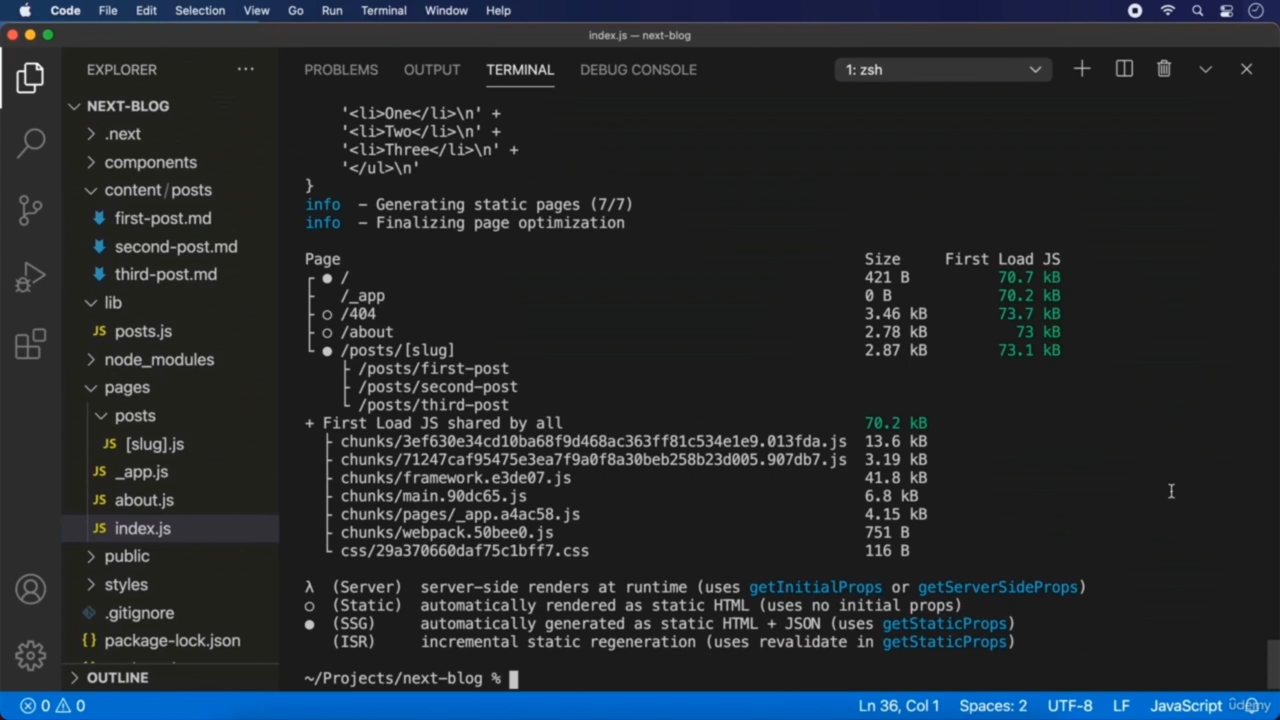 Code File Edit Selection View Go Run Terminal Window Help
index.js — next-blog
EXPLORER
PROBLEMS OUTPUT TERMINAL DEBUG CONSOLE
1: zsh
NEXT-BLOG
.next
components
content/posts
first-post.md
second-post.md
third-post.md
lib
JS posts.js
node_modules
pages
posts
JS [slug].js
JS _app.js
JS about.js
JS index.js
public
styles
.gitignore
{} package-lock.json
OUTLINE
'<li>One</li>\n' +
'<li>Two</li>\n' +
'<li>Three</li>\n' +
'</ul>\n'
}
info - Generating static pages (7/7)
info - Finalizing page optimization
Page Size First Load JS
┌ ● / 421 B 70.7 kB
├ /_app 0 B 70.2 kB
├ ○ /404 3.46 kB 73.7 kB
├ ○ /about 2.78 kB 73 kB
└ ● /posts/[slug] 2.87 kB 73.1 kB
├ /posts/first-post
├ /posts/second-post
└ /posts/third-post
+ First Load JS shared by all 70.2 kB
├ chunks/3ef630e34cd10ba68f9d468ac363ff81c534e1e9.013fda.js 13.6 kB
├ chunks/71247caf95475e3ea7f9a0f8a30beb258b23d005.907db7.js 3.19 kB
├ chunks/framework.e3de07.js 41.8 kB
├ chunks/main.90dc65.js 6.8 kB
├ chunks/pages/_app.a4ac58.js 4.15 kB
├ chunks/webpack.50bee0.js 751 B
└ css/29a370660daf75c1bff7.css 116 B
λ (Server) server-side renders at runtime (uses getInitialProps or getServerSideProps)
○ (Static) automatically rendered as static HTML (uses no initial props)
● (SSG) automatically generated as static HTML + JSON (uses getStaticProps)
(ISR) incremental static regeneration (uses revalidate in getStaticProps)
~/Projects/next-blog %
0 0 Ln 36, Col 1 Spaces: 2 UTF-8 LF JavaScript
udemy